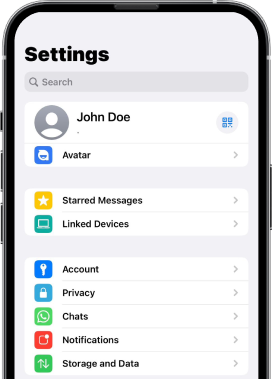 Settings
Search
John Doe
.
Avatar
Starred Messages
Linked Devices
Account
Privacy
Chats
Notifications
Storage and Data